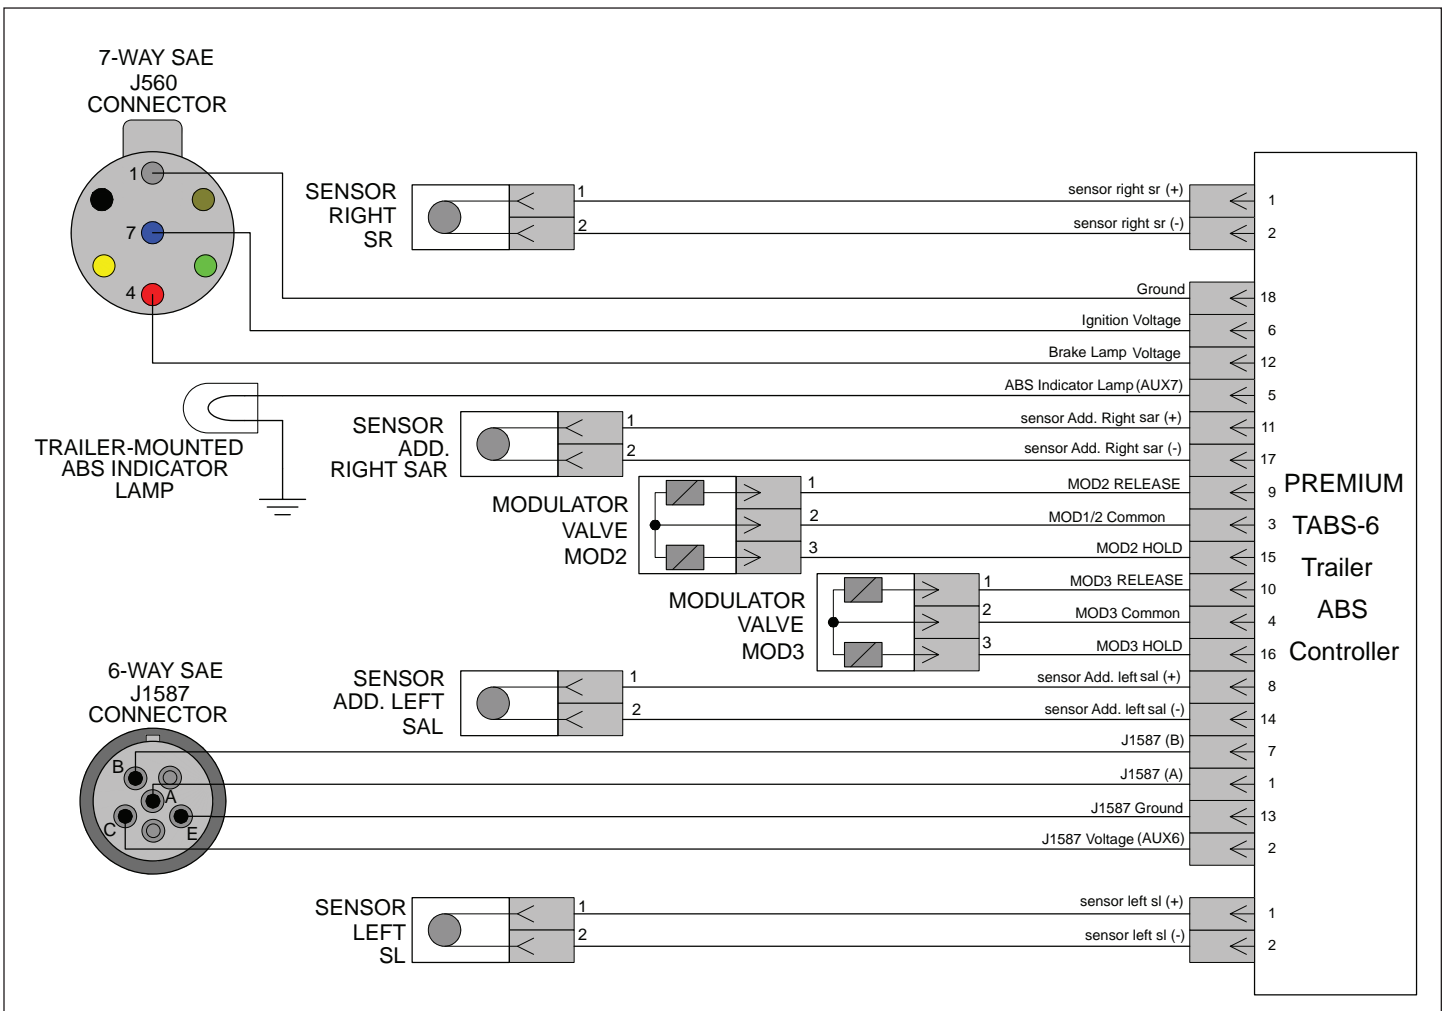 7-WAY SAE
J560
CONNECTOR
1
7
4
SENSOR
RIGHT
SR
1
2
sensor right sr (+)
sensor right sr (-)
1
2
Ground
18
Ignition Voltage
6
Brake Lamp Voltage
12
ABS Indicator Lamp (AUX7)
5
TRAILER-MOUNTED
ABS INDICATOR
LAMP
SENSOR
ADD.
RIGHT SAR
1
2
sensor Add. Right sar (+)
11
sensor Add. Right sar (-)
17
MODULATOR
VALVE
MOD2
1
2
3
MOD2 RELEASE
9
MOD1/2 Common
3
MOD2 HOLD
15
MODULATOR
VALVE
MOD3
1
2
3
MOD3 RELEASE
10
MOD3 Common
4
MOD3 HOLD
16
PREMIUM
TABS-6
Trailer
ABS
Controller
SENSOR
ADD. LEFT
SAL
1
2
sensor Add. left sal (+)
8
sensor Add. left sal (-)
14
6-WAY SAE
J1587
CONNECTOR
B
A
C
E
J1587 (B)
7
J1587 (A)
1
J1587 Ground
13
J1587 Voltage (AUX6)
2
SENSOR
LEFT
SL
1
2
sensor left sl (+)
1
sensor left sl (-)
2